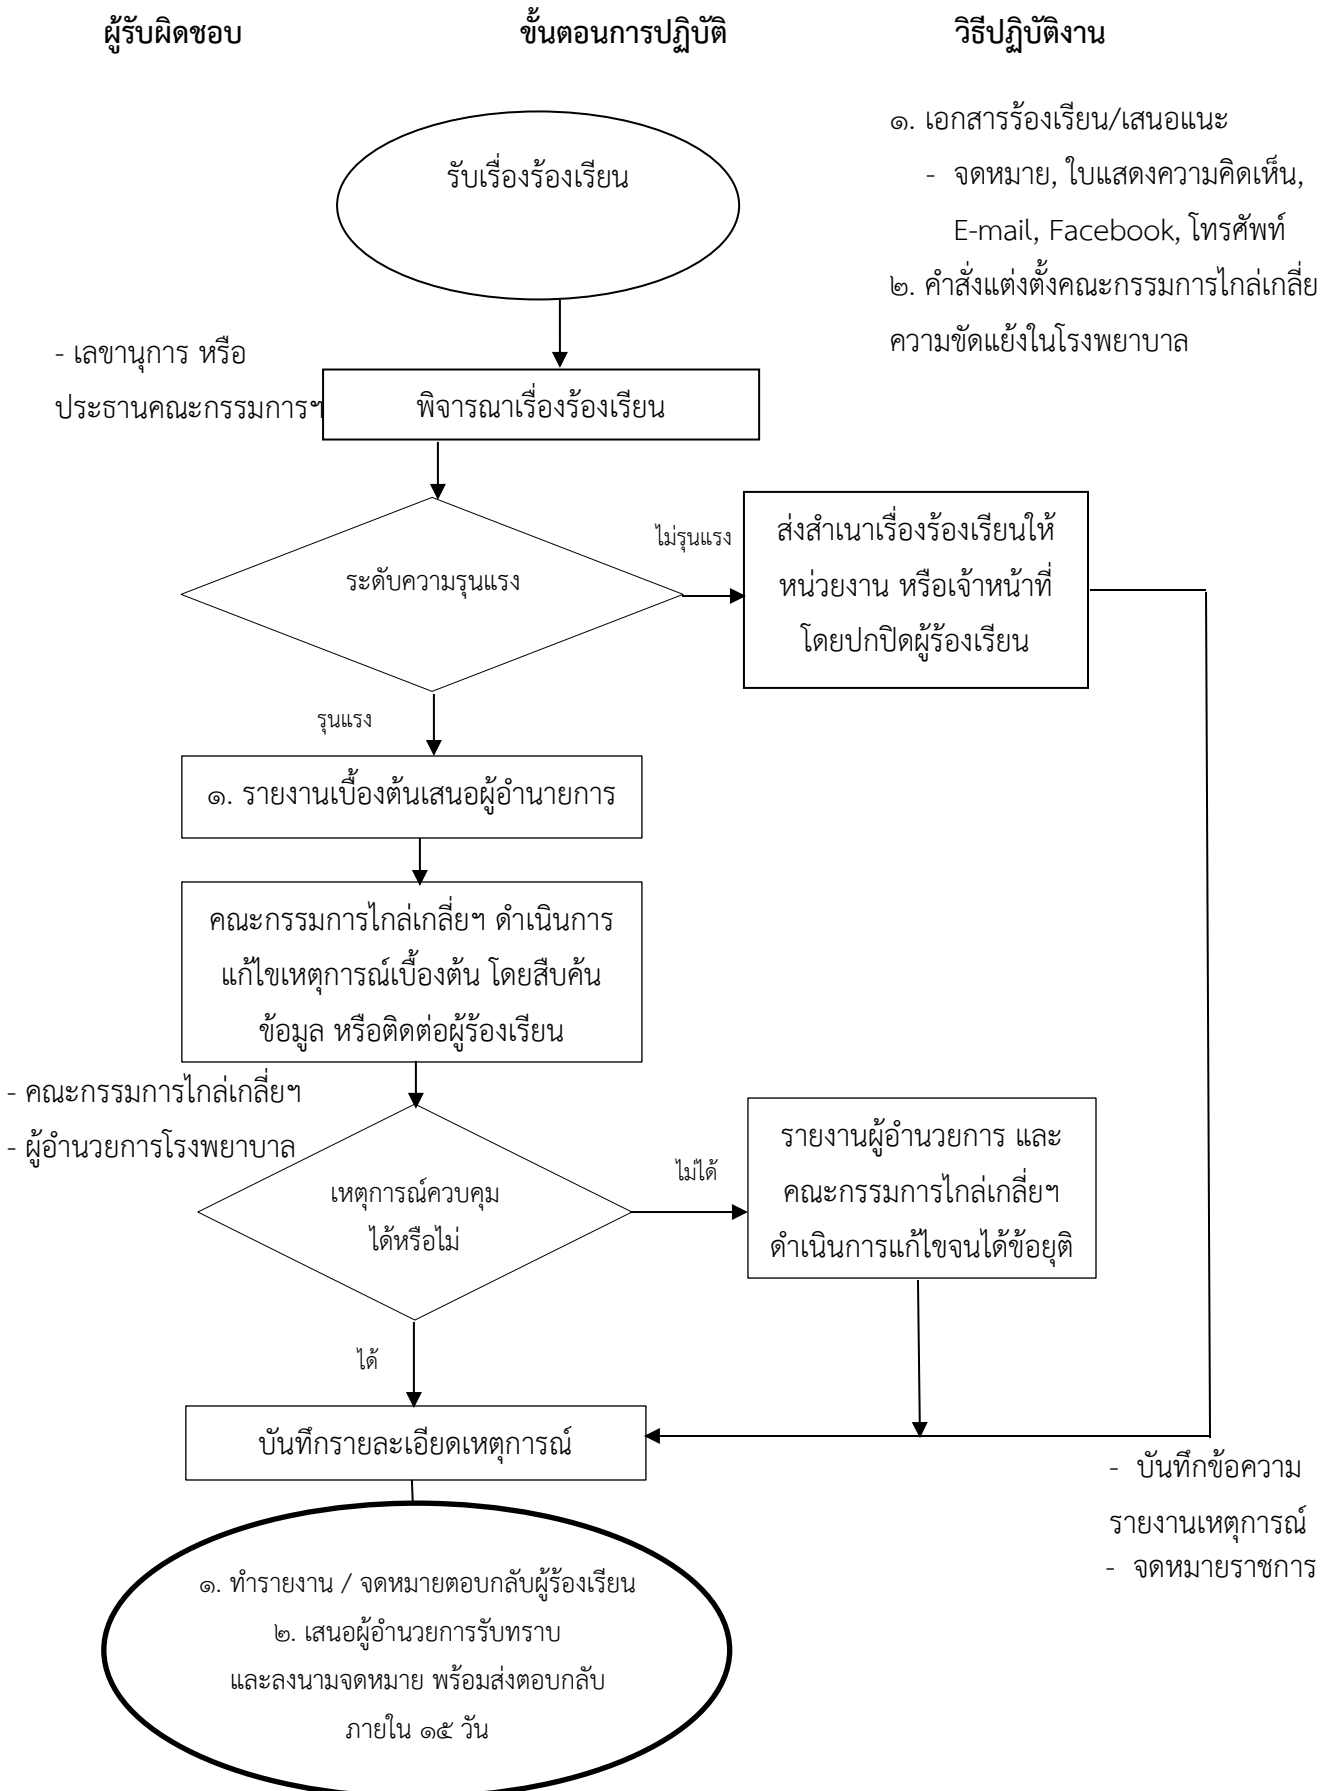 ผู้รับผิดชอบ
ขั้นตอนการปฏิบัติ
วิธีปฏิบัติงาน
รับเรื่องร้องเรียน
๑. เอกสารร้องเรียน/เสนอแนะ
- จดหมาย, ใบแสดงความคิดเห็น,
E-mail, Facebook, โทรศัพท์
๒. คำสั่งแต่งตั้งคณะกรรมการไกล่เกลี่ย
ความขัดแย้งในโรงพยาบาล
- เลขานุการ หรือ
ประธานคณะกรรมการฯ
พิจารณาเรื่องร้องเรียน
ระดับความรุนแรง
ไม่รุนแรง
ส่งสำเนาเรื่องร้องเรียนให้
หน่วยงาน หรือเจ้าหน้าที่
โดยปกปิดผู้ร้องเรียน
รุนแรง
๑. รายงานเบื้องต้นเสนอผู้อำนายการ
คณะกรรมการไกล่เกลี่ยฯ ดำเนินการ
แก้ไขเหตุการณ์เบื้องต้น โดยสืบค้น
ข้อมูล หรือติดต่อผู้ร้องเรียน
- คณะกรรมการไกล่เกลี่ยฯ
- ผู้อำนวยการโรงพยาบาล
เหตุการณ์ควบคุม
ได้หรือไม่
ไม่ได้
รายงานผู้อำนวยการ และ
คณะกรรมการไกล่เกลี่ยฯ
ดำเนินการแก้ไขจนได้ข้อยุติ
ได้
บันทึกรายละเอียดเหตุการณ์
- บันทึกข้อความ
รายงานเหตุการณ์
- จดหมายราชการ
๑. ทำรายงาน / จดหมายตอบกลับผู้ร้องเรียน
๒. เสนอผู้อำนวยการรับทราบ
และลงนามจดหมาย พร้อมส่งตอบกลับ
ภายใน ๑๕ วัน